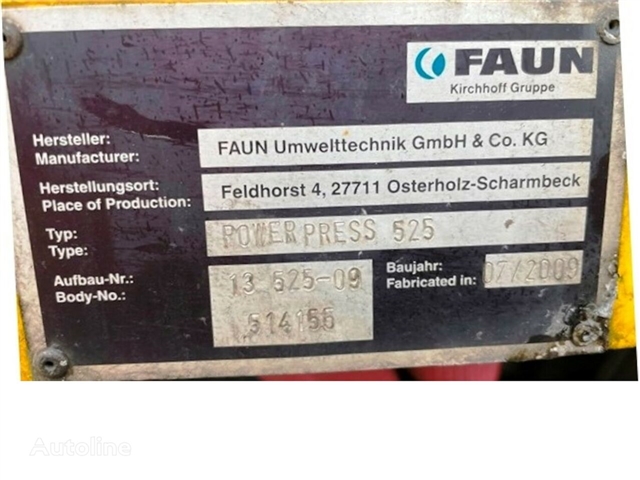 FAUN
Kirchhoff Gruppe
Hersteller:
Manufacturer:
FAUN Umwelttechnik GmbH & Co. KG
Herstellungsort:
Place of Production:
Feldhorst 4, 27711 Osterholz-Scharmbeck
Typ:
Type:
POWERPRESS 525
Aufbau-Nr.:
Body-No.:
13 525-09
514155
Baujahr:
Fabricated in:
07/2009
Autoline